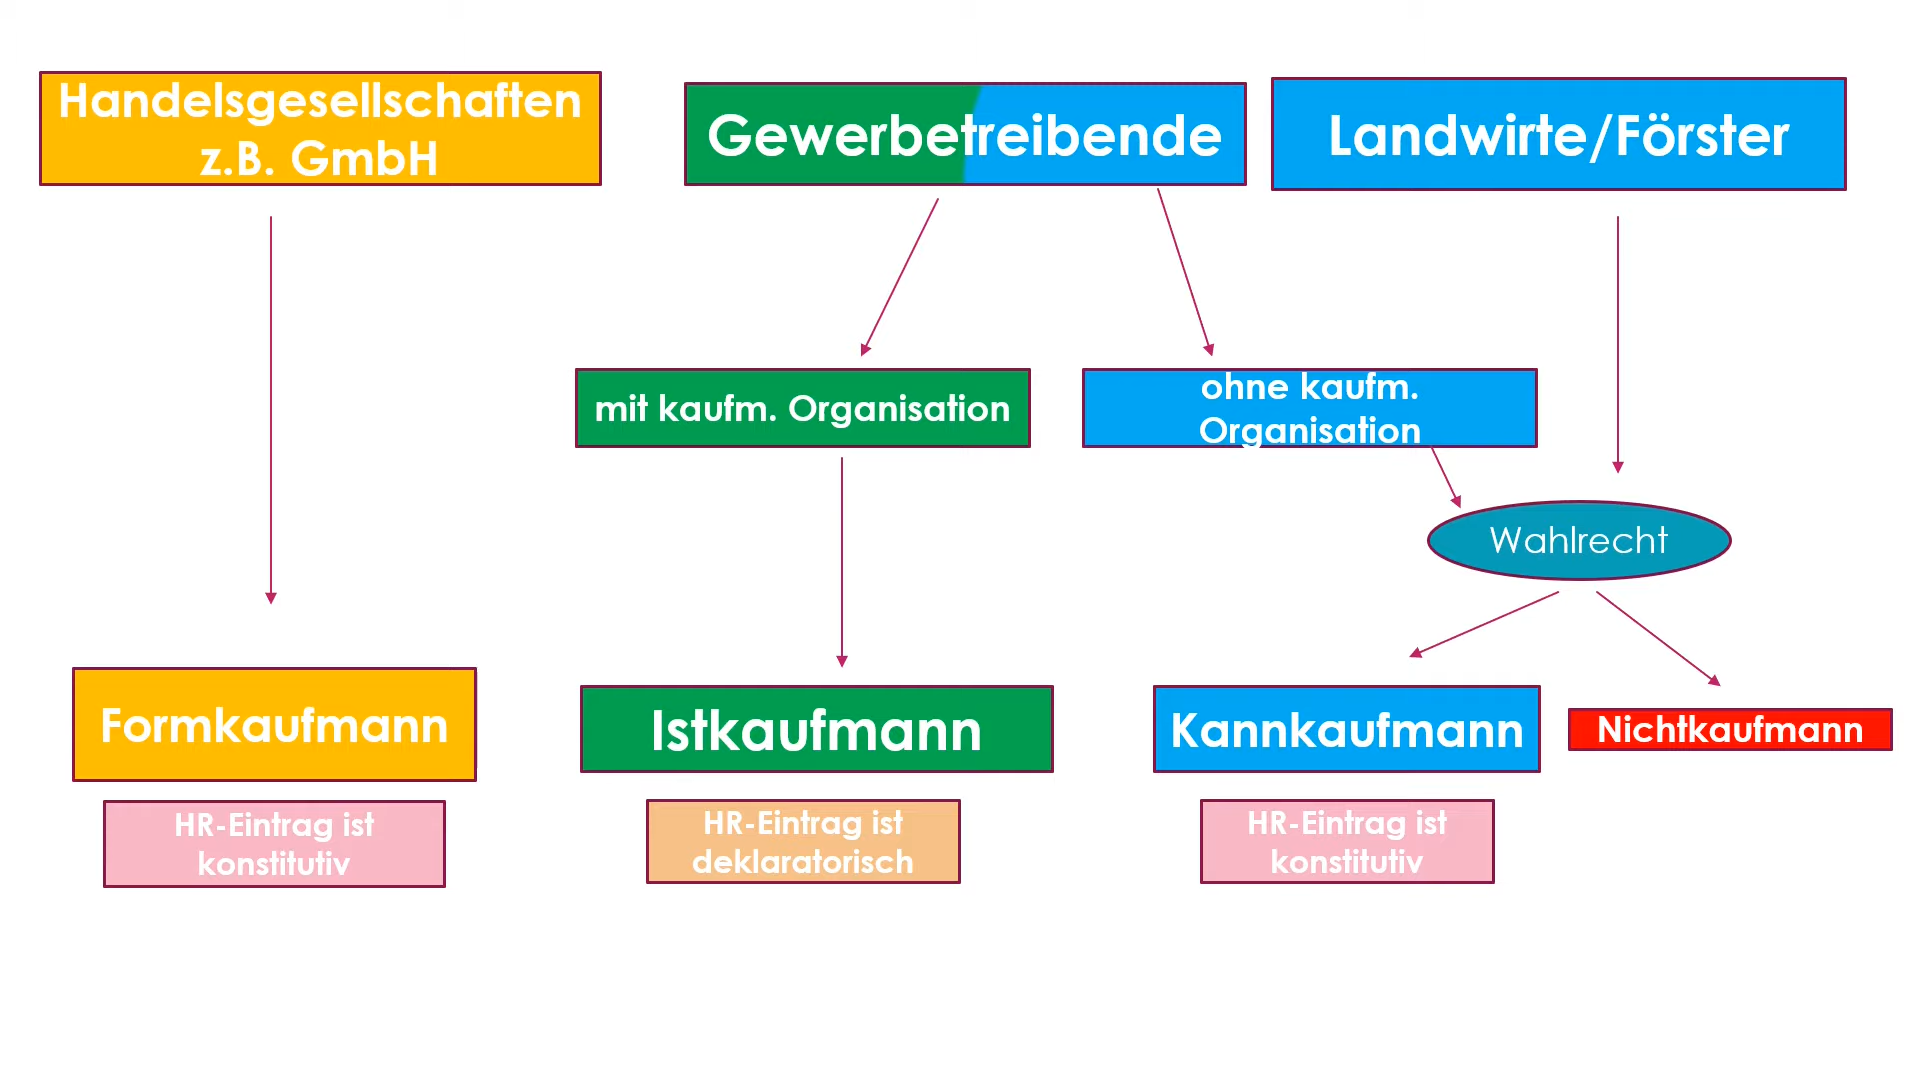 Handelsgesellschaften
z.B. GmbH
Gewerbetreibende
Landwirte/Förster
mit kaufm. Organisation
ohne kaufm.
Organisation
Wahlrecht
Formkaufmann
Istkaufmann
Kannkaufmann
Nichtkaufmann
HR-Eintrag ist
konstitutiv
HR-Eintrag ist
deklaratorisch
HR-Eintrag ist
konstitutiv